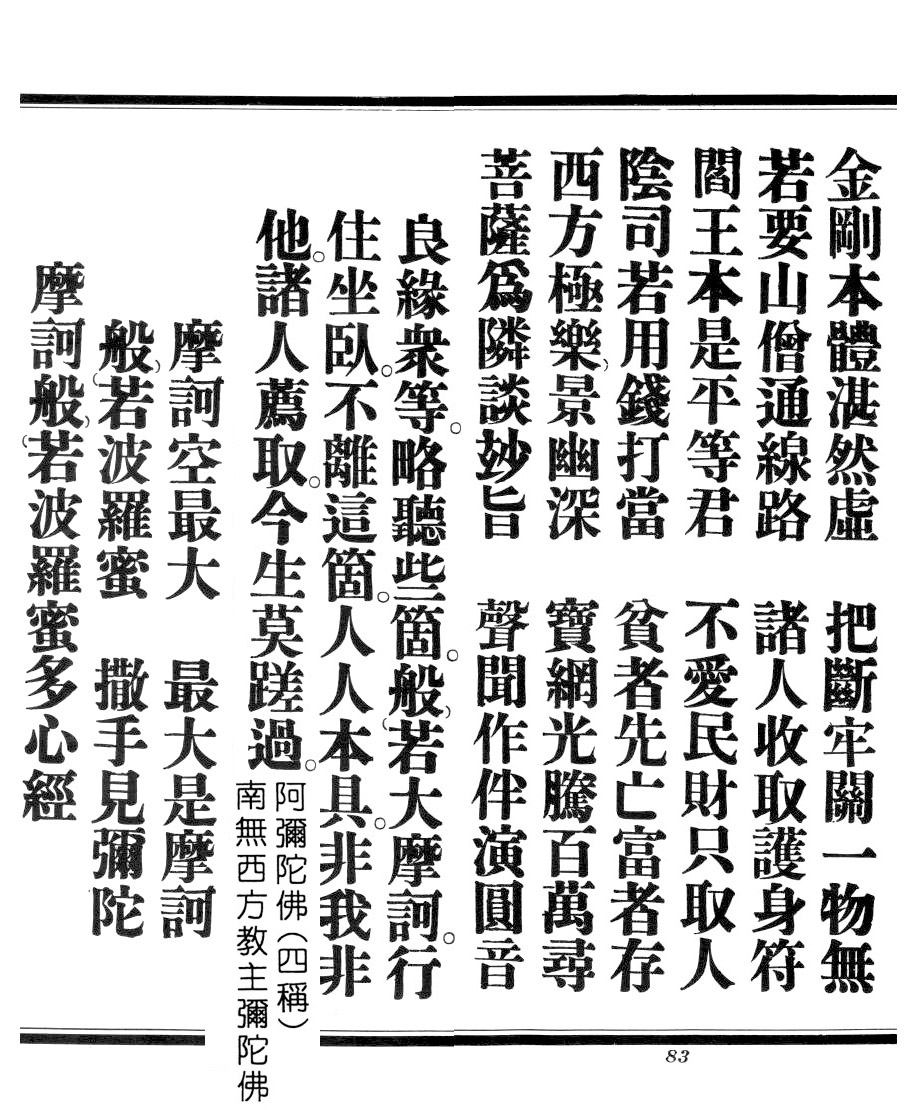 金剛本體湛然虛　把斷牢關一物無
若要山僧通線路　諸人收取護身符
閻王本是平等君　不愛民財只取人
陰司若用錢打當　貧者先亡富者存
西方極樂景幽深　寶網光騰百萬尋
菩薩爲隣談妙旨　聲聞作伴演圓音
良緣衆等。略聽些箇。般若大摩訶。行
住坐臥。不離這箇。人人本具。非我非
他。諸人薦取。今生莫蹉過。
阿彌陀佛(四稱)
南無西方教主彌陀佛
摩訶空最大　最大是摩訶
般若波羅蜜　撒手見彌陀
摩訶般若波羅蜜多心經
83